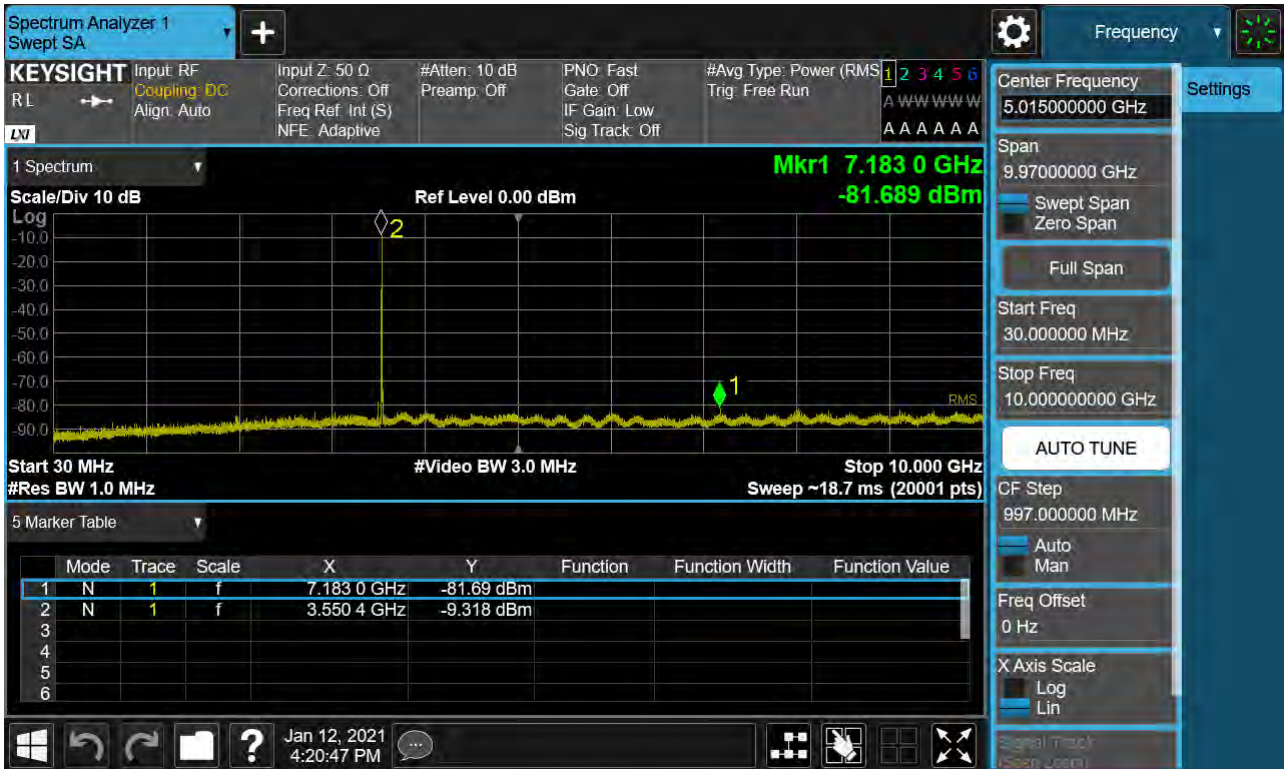 Spectrum Analyzer 1
Swept SA
+
Frequency
KEYSIGHT
RL
LXI
Input: RF
Coupling: DC
Align: Auto
Input Z: 50 Ω
Corrections: Off
Freq Ref: Int (S)
NFE: Adaptive
#Atten: 10 dB
Preamp: Off
PNO: Fast
Gate: Off
IF Gain: Low
Sig Track: Off
#Avg Type: Power (RMS
Trig: Free Run
1 2 3 4 5 6
A W W W W W
A A A A A A
1 Spectrum
Mkr1 7.183 0 GHz
-81.689 dBm
Scale/Div 10 dB
Ref Level 0.00 dBm
Log
-10.0
-20.0
-30.0
-40.0
-50.0
-60.0
-70.0
-80.0
-90.0
2
1
RMS
Start 30 MHz
#Video BW 3.0 MHz
Stop 10.000 GHz
#Res BW 1.0 MHz
Sweep ~18.7 ms (20001 pts)
5 Marker Table
Mode Trace Scale X Y Function Function Width Function Value
1 N 1 f 7.183 0 GHz -81.69 dBm
2 N 1 f 3.550 4 GHz -9.318 dBm
3
4
5
6
Center Frequency
5.015000000 GHz
Settings
Span
9.97000000 GHz
Swept Span
Zero Span
Full Span
Start Freq
30.000000 MHz
Stop Freq
10.000000000 GHz
AUTO TUNE
CF Step
997.000000 MHz
Auto
Man
Freq Offset
0 Hz
X Axis Scale
Log
Lin
Signal Track
(Span Zoom)
?
Jan 12, 2021
4:20:47 PM